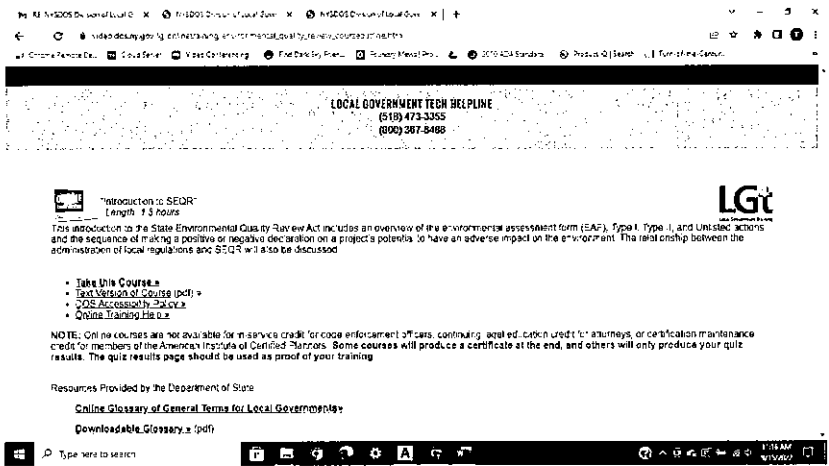 LOCAL GOVERNMENT TECH HELPLINE
(518) 473-3355
(800) 367-8488
"Introduction to SEQR"
Length: 1.5 hours
LGt
This introduction to the State Environmental Quality Review Act includes an overview of the environmental assessment form (EAF), Type I, Type II, and Unlisted actions
and the sequence of making a positive or negative declaration on a project's potential to have an adverse impact on the environment. The relationship between the
administration of local regulations and SEQR will also be discussed
• Take this Course »
• Text Version of Course (pdf) »
• DOS Accessibility Policy »
• Online Training Help »
NOTE: Online courses are not available for in-service credit for code enforcement officers, continuing legal education credit for attorneys, or certification maintenance
credit for members of the American Institute of Certified Planners. Some courses will produce a certificate at the end, and others will only produce your quiz
results. The quiz results page should be used as proof of your training
Resources Provided by the Department of State
Online Glossary of General Terms for Local Governments»
Downloadable Glossary » (pdf)
Type here to search